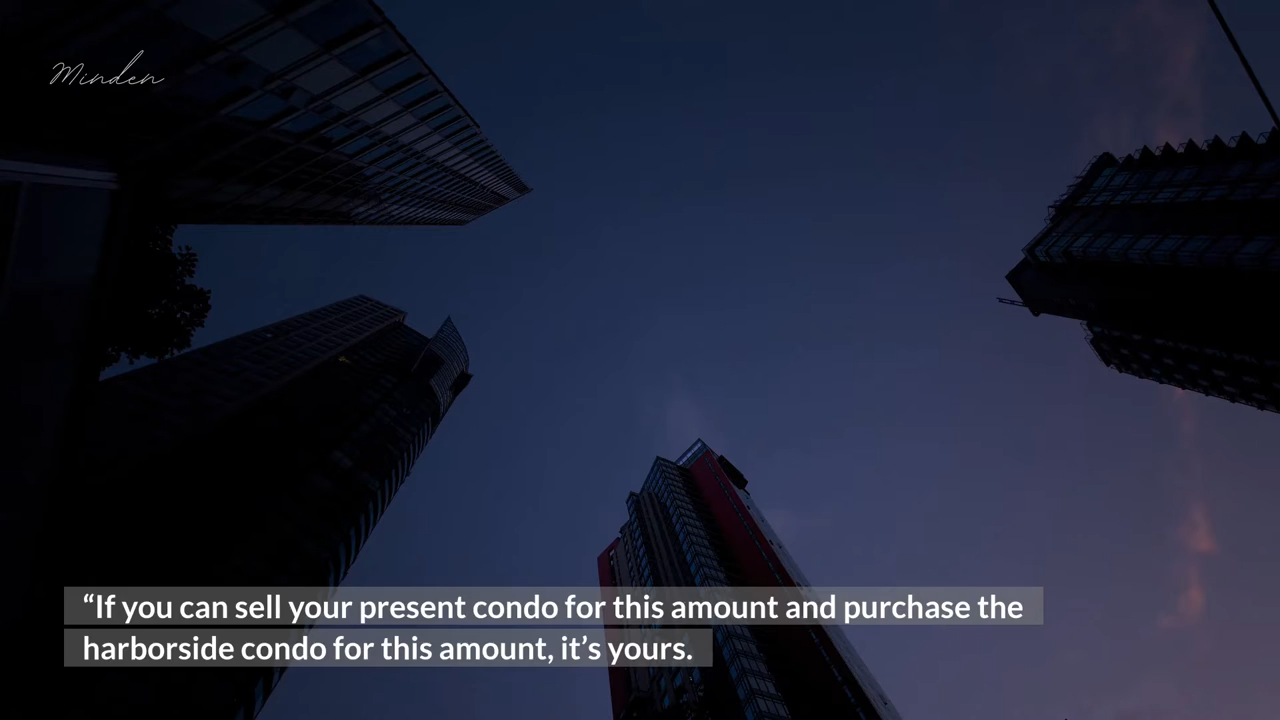 Minden
“If you can sell your present condo for this amount and purchase the
harborside condo for this amount, it’s yours.